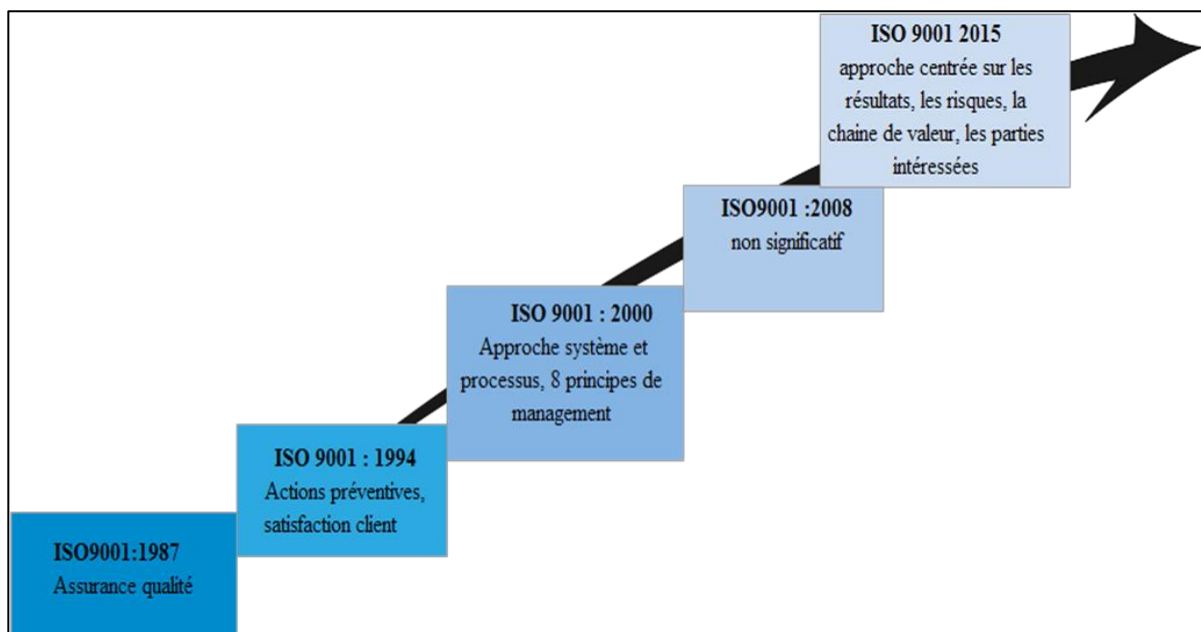 ISO 9001 2015
approche centrée sur les
résultats, les risques, la
chaine de valeur, les parties
intéressées
ISO9001 :2008
non significatif
ISO 9001 : 2000
Approche système et
processus, 8 principes de
management
ISO 9001 : 1994
Actions préventives,
satisfaction client
ISO9001:1987
Assurance qualité